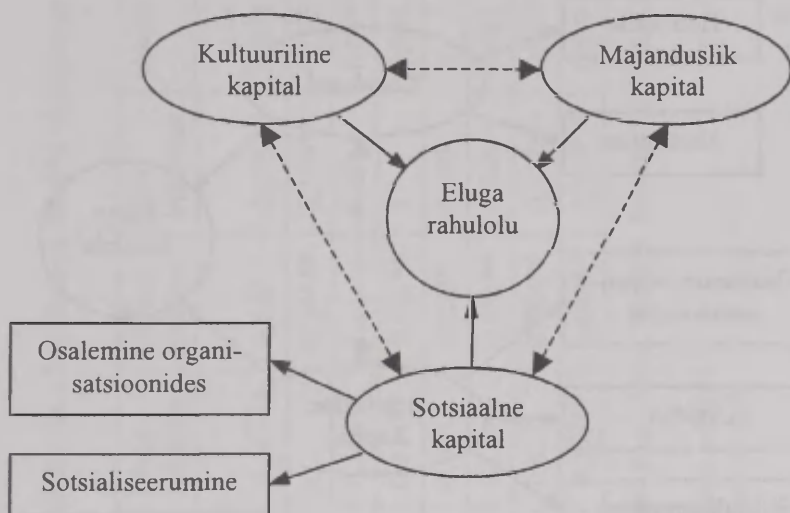 Kultuuriline
kapital
Majanduslik
kapital
Eluga
rahulolu
Osalemine organi-
satsioonides
Sotsiaalne
kapital
Sotsialiseerumine